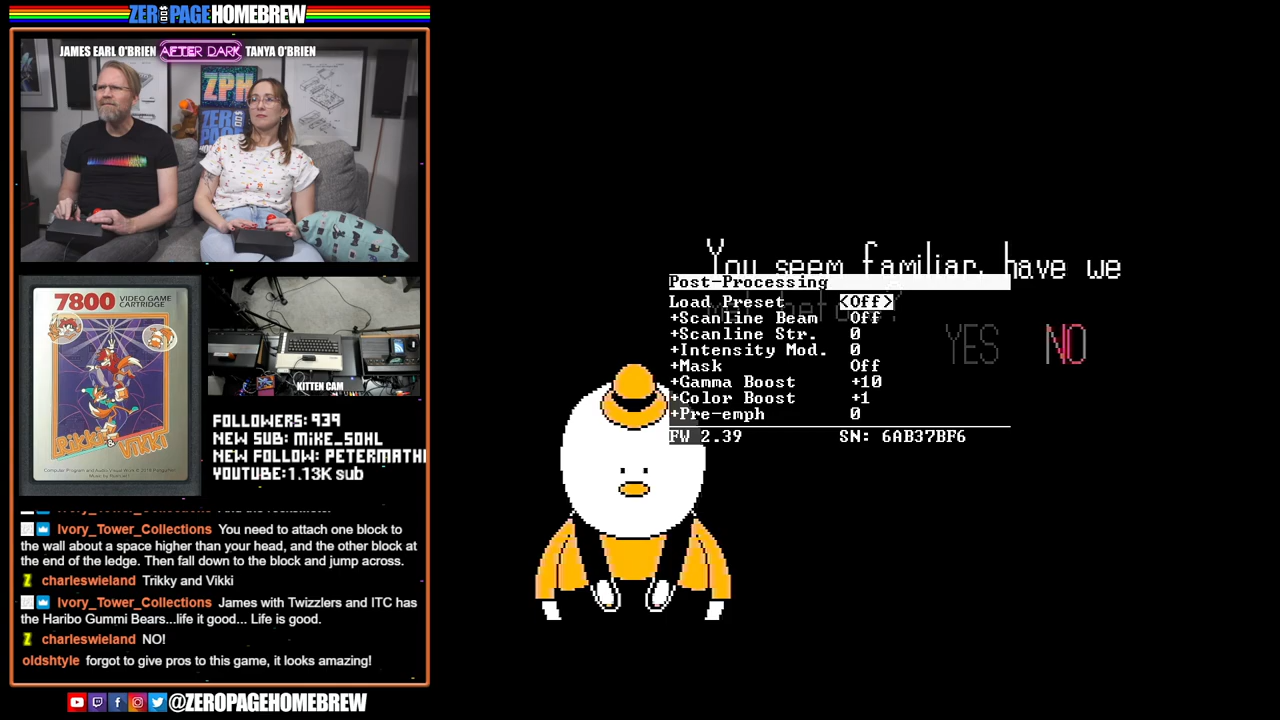 ZEROPAGE HOMEBREW
JAMES EARL O'BRIEN AFTER DARK TANYA O'BRIEN
ZPH
ZERO
PAGE
7800 VIDEO GAME
CARTRIDGE
Rikki
&
Vikki
KITTEN CAM
FOLLOWERS: 939
NEW SUB: MIKE_SOHL
NEW FOLLOW: PETERMATHI
YOUTUBE:1.13K sub
Ivory_Tower_Collections You need to attach one block to
the wall about a space higher than your head, and the other block at
the end of the ledge. Then fall down to the block and jump across.
charleswieland Trikky and Vikki
Ivory_Tower_Collections James with Twizzlers and ITC has
the Haribo Gummi Bears...life it good... Life is good.
charleswieland NO!
oldshtyle forgot to give pros to this game, it looks amazing!
@ZEROPAGEHOMEBREW
You seem familiar, have we
YES NO
Post-Processing
Load Preset <Off>
+Scanline Beam Off
+Scanline Str. 0
+Intensity Mod. 0
+Mask Off
+Gamma Boost +10
+Color Boost +1
+Pre-emph 0
FW 2.39 SN: 6AB37BF6